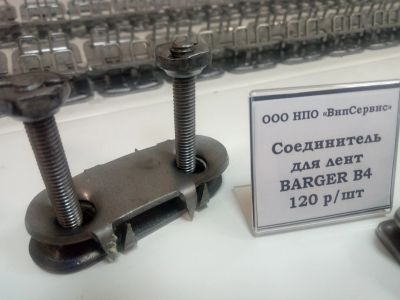 ООО НПО «ВипСервис»
Соединитель
для лент
BARGER B4
120 р/шт